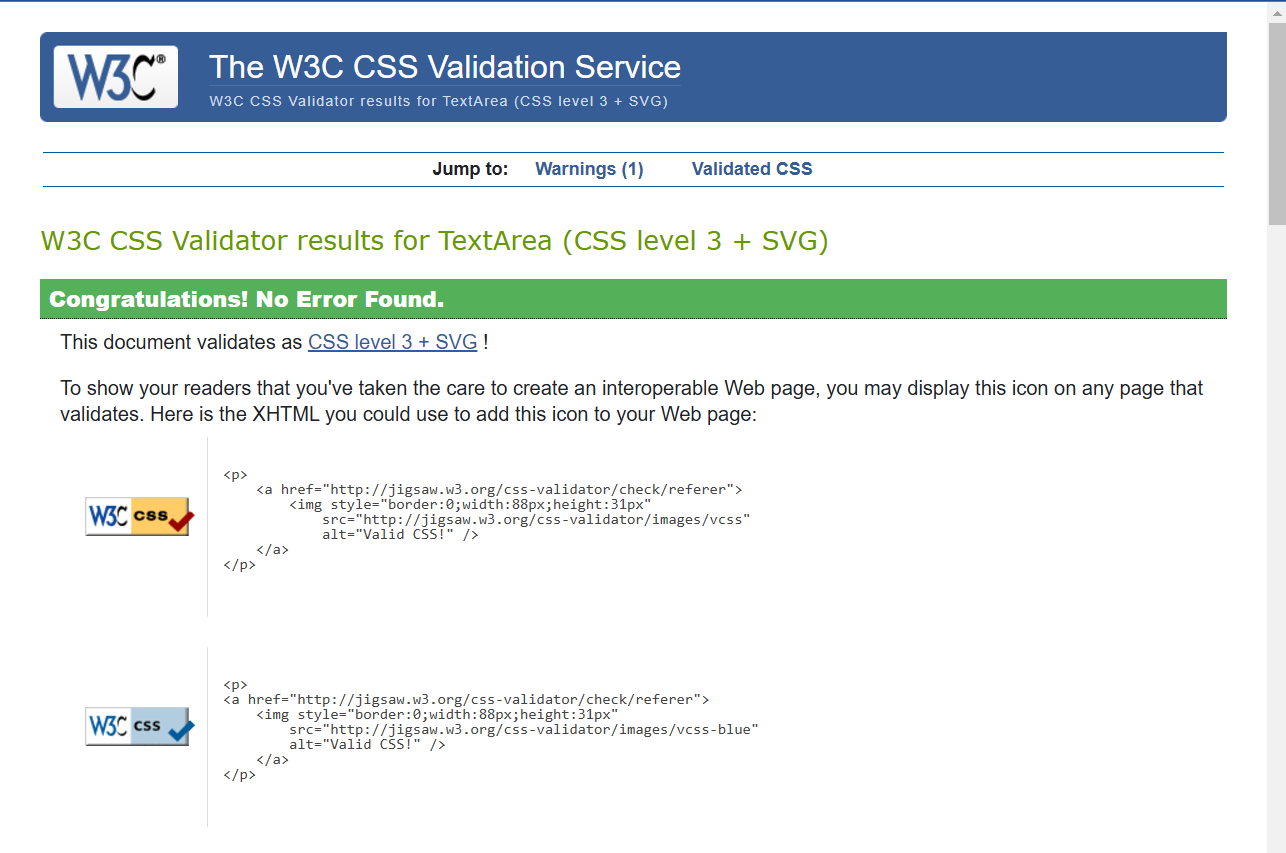 W3C®
The W3C CSS Validation Service
W3C CSS Validator results for TextArea (CSS level 3 + SVG)
Jump to: Warnings (1) Validated CSS
W3C CSS Validator results for TextArea (CSS level 3 + SVG)
Congratulations! No Error Found.
This document validates as CSS level 3 + SVG !
To show your readers that you've taken the care to create an interoperable Web page, you may display this icon on any page that
validates. Here is the XHTML you could use to add this icon to your Web page:
W3C css
<p>
    <a href="http://jigsaw.w3.org/css-validator/check/referer">
        <img style="border:0;width:88px;height:31px"
            src="http://jigsaw.w3.org/css-validator/images/vcss"
            alt="Valid CSS!" />
    </a>
</p>
W3C css
<p>
<a href="http://jigsaw.w3.org/css-validator/check/referer">
    <img style="border:0;width:88px;height:31px"
        src="http://jigsaw.w3.org/css-validator/images/vcss-blue"
        alt="Valid CSS!" />
    </a>
</p>